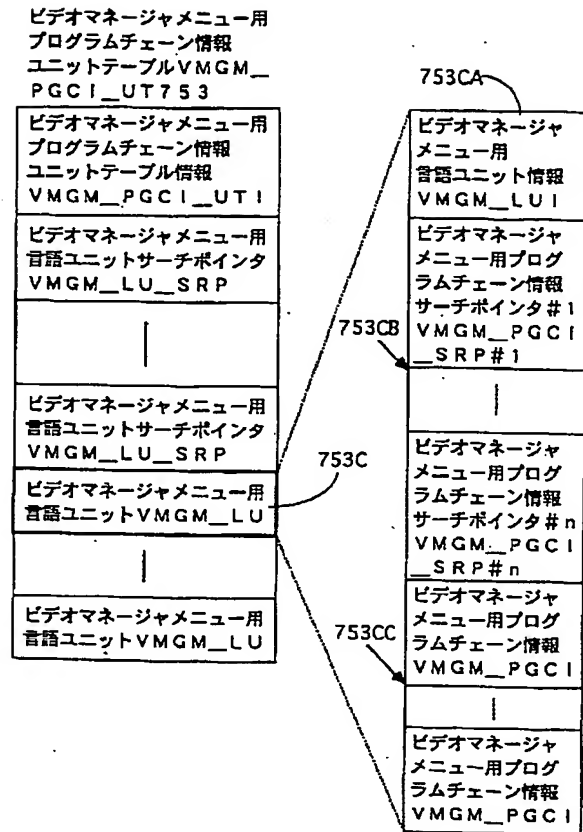 ビデオマネージャメニュー用
プログラムチェーン情報
ユニットテーブルVMGM__
PGCI_UT753
ビデオマネージャメニュー用
プログラムチェーン情報
ユニットテーブル情報
VMGM__PGCI__UTI
ビデオマネージャメニュー用
言語ユニットサーチポインタ
VMGM__LU__SRP
ビデオマネージャメニュー用
言語ユニットサーチポインタ
VMGM__LU__SRP
753C
ビデオマネージャメニュー用
言語ユニットVMGM__LU
ビデオマネージャメニュー用
言語ユニットVMGM__LU
753CA
ビデオマネージャ
メニュー用
言語ユニット情報
VMGM__LUI
ビデオマネージャ
メニュー用プログ
ラムチェーン情報
サーチポインタ#1
VMGM__PGCI
__SRP#1
753CB
ビデオマネージャ
メニュー用プログ
ラムチェーン情報
サーチポインタ#n
VMGM__PGCI
__SRP#n
ビデオマネージャ
メニュー用プログ
ラムチェーン情報
VMGM__PGCI
753CC
ビデオマネージャ
メニュー用プログ
ラムチェーン情報
VMGM__PGCI